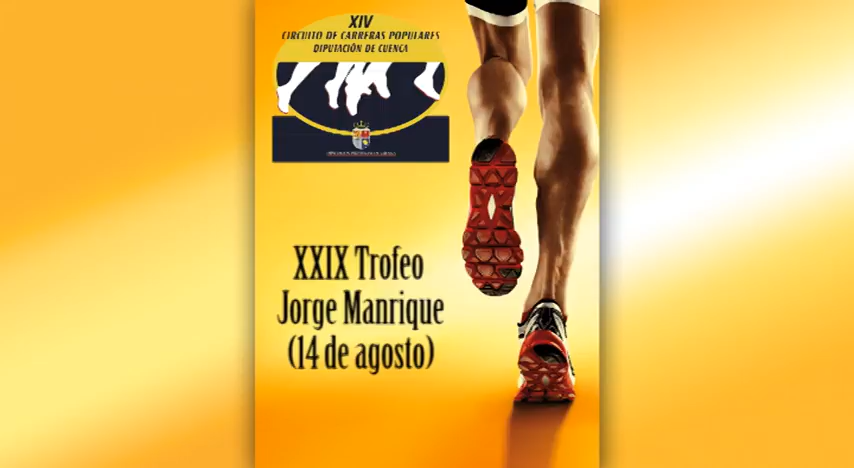 XIV
CIRCUITO DE CARRERAS POPULARES
DIPUTACIÓN DE CUENCA
XXIX Trofeo
Jorge Manrique
(14 de agosto)